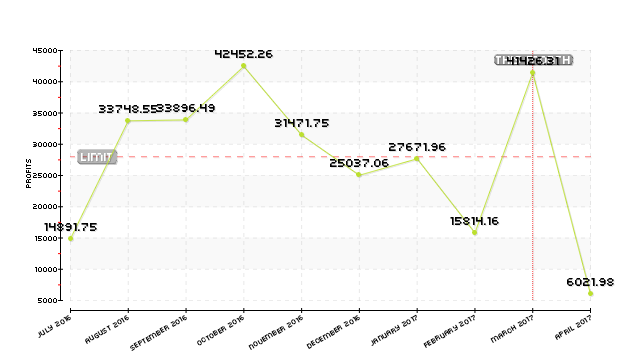 42452.26
41426.31
33748.55
33896.49
31471.75
27671.96
25037.06
15814.16
14891.75
6021.98
LIMIT
PROFITS
45000
40000
35000
30000
25000
20000
15000
10000
5000
JULY 2016
AUGUST 2016
SEPTEMBER 2016
OCTOBER 2016
NOVEMBER 2016
DECEMBER 2016
JANUARY 2017
FEBRUARY 2017
MARCH 2017
APRIL 2017